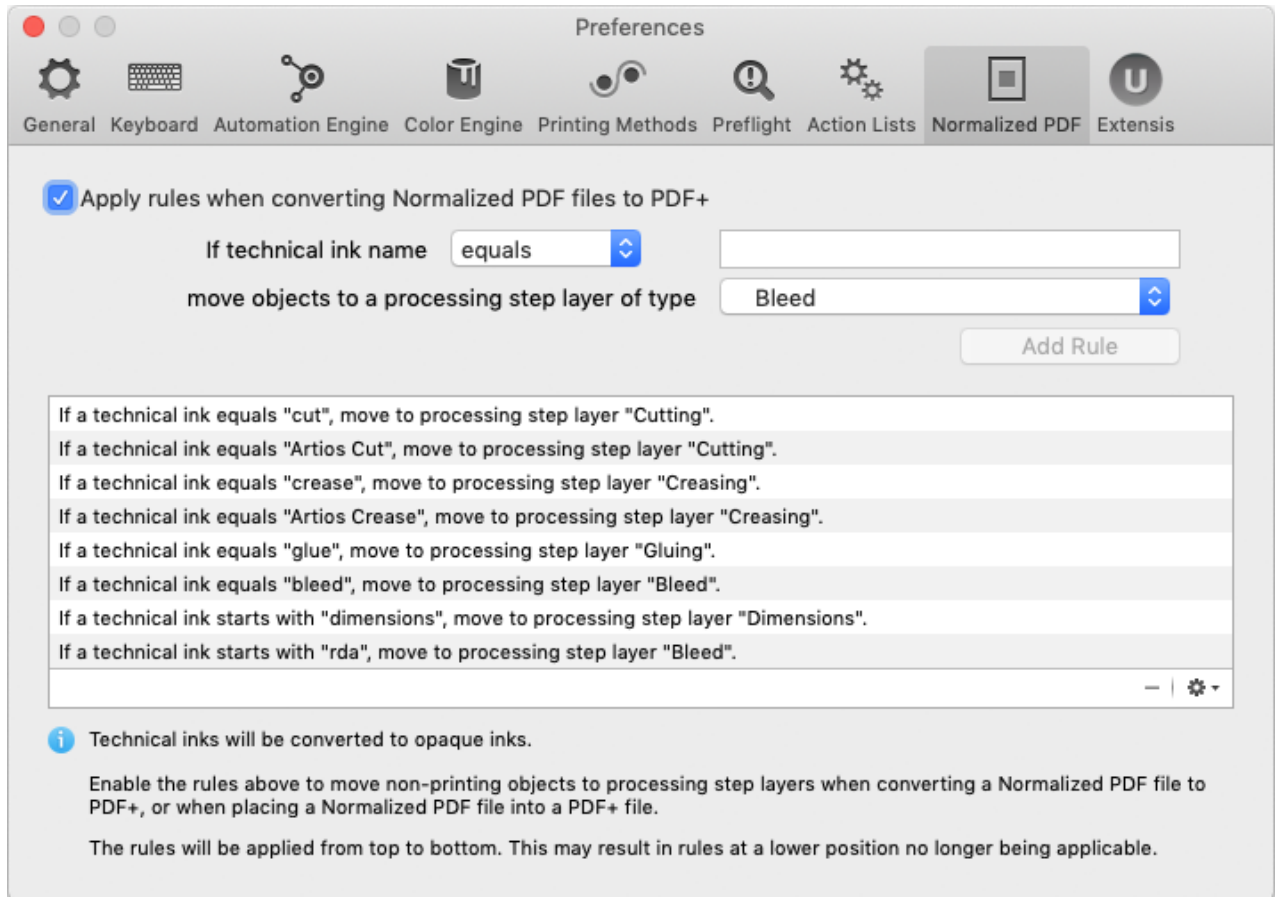 Preferences
General Keyboard Automation Engine Color Engine Printing Methods Preflight Action Lists Normalized PDF Extensis
Apply rules when converting Normalized PDF files to PDF+
If technical ink name equals
move objects to a processing step layer of type Bleed
Add Rule
If a technical ink equals "cut", move to processing step layer "Cutting".
If a technical ink equals "Artios Cut", move to processing step layer "Cutting".
If a technical ink equals "crease", move to processing step layer "Creasing".
If a technical ink equals "Artios Crease", move to processing step layer "Creasing".
If a technical ink equals "glue", move to processing step layer "Gluing".
If a technical ink equals "bleed", move to processing step layer "Bleed".
If a technical ink starts with "dimensions", move to processing step layer "Dimensions".
If a technical ink starts with "rda", move to processing step layer "Bleed".
Technical inks will be converted to opaque inks.
Enable the rules above to move non-printing objects to processing step layers when converting a Normalized PDF file to
PDF+, or when placing a Normalized PDF file into a PDF+ file.
The rules will be applied from top to bottom. This may result in rules at a lower position no longer being applicable.